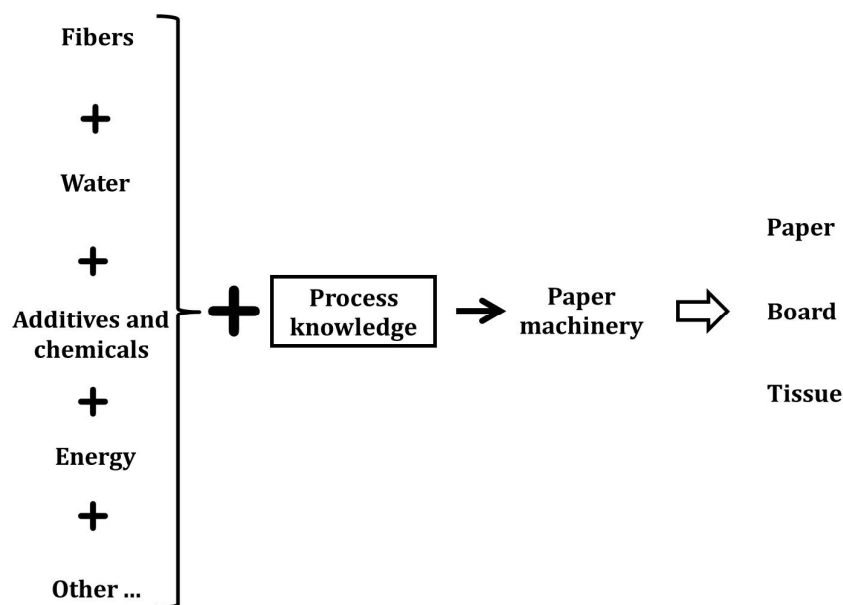 Fibers
+
Water
+
Additives and
chemicals
+
Energy
+
Other ...
+
Process
knowledge
Paper
machinery
Paper
Board
Tissue